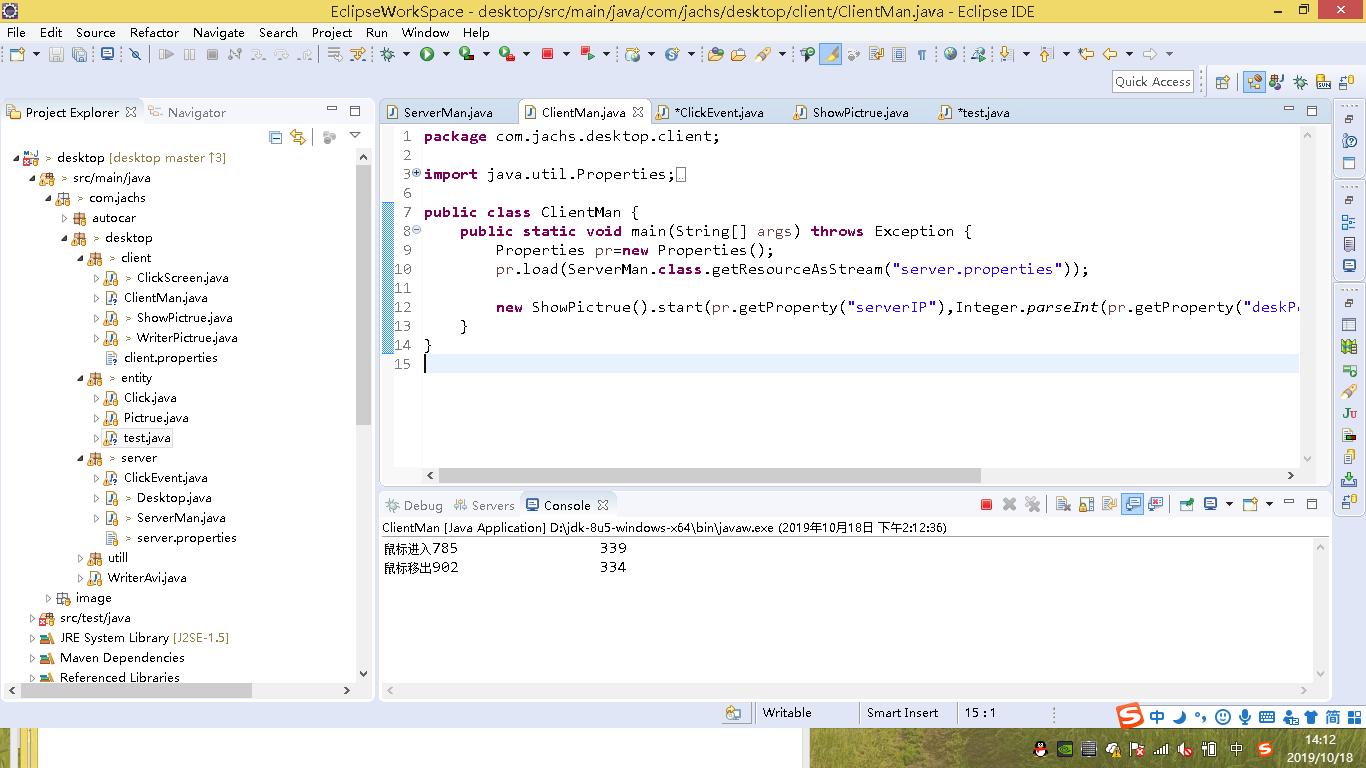 EclipseWorkSpace - desktop/src/main/java/com/jachs/desktop/client/ClientMan.java - Eclipse IDE
File Edit Source Refactor Navigate Search Project Run Window Help
Quick Access
Project Explorer Navigator
> desktop [desktop master ↑3]
> src/main/java
> com.jachs
autocar
> desktop
> client
> ClickScreen.java
ClientMan.java
> ShowPictrue.java
> WriterPictrue.java
client.properties
> entity
Click.java
Pictrue.java
test.java
> server
ClickEvent.java
> Desktop.java
> ServerMan.java
> server.properties
utill
WriterAvi.java
image
src/test/java
JRE System Library [J2SE-1.5]
Maven Dependencies
Referenced Libraries
ServerMan.java ClientMan.java *ClickEvent.java ShowPictrue.java *test.java
1 package com.jachs.desktop.client;
2
3 import java.util.Properties;
6
7 public class ClientMan {
8 public static void main(String[] args) throws Exception {
9 Properties pr=new Properties();
10 pr.load(ServerMan.class.getResourceAsStream("server.properties"));
11
12 new ShowPictrue().start(pr.getProperty("serverIP"),Integer.parseInt(pr.getProperty("deskP
13 }
14 }
15
Debug Servers Console
ClientMan [Java Application] D:\jdk-8u5-windows-x64\bin\javaw.exe (2019年10月18日 下午2:12:36)
鼠标进入785 339
鼠标移出902 334
Writable Smart Insert 15 : 1
中 简
中
14:12
2019/10/18